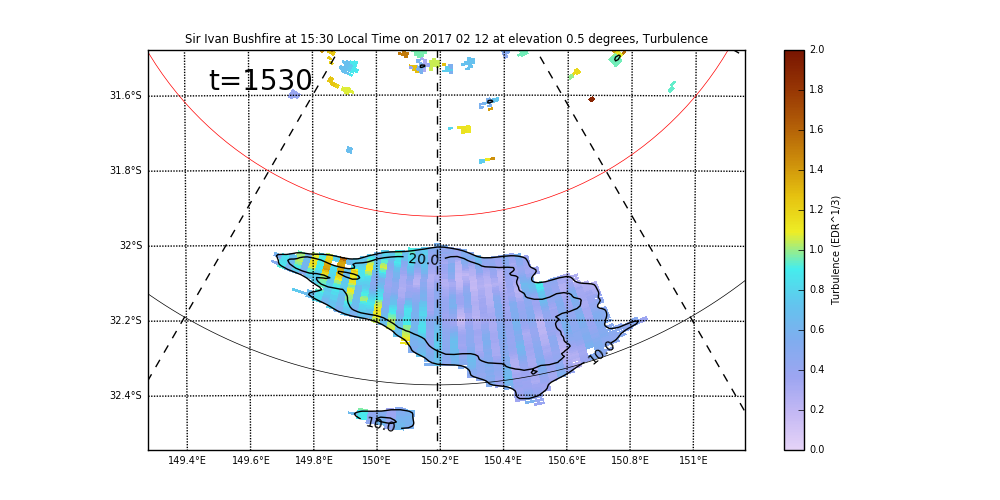 Sir Ivan Bushfire at 15:30 Local Time on 2017 02 12 at elevation 0.5 degrees, Turbulence
t=1530
31.6°S
31.8°S
32°S
32.2°S
32.4°S
20.0
10.0
10.0
149.4°E 149.6°E 149.8°E 150°E 150.2°E 150.4°E 150.6°E 150.8°E 151°E
2.0
1.8
1.6
1.4
1.2
1.0
0.8
0.6
0.4
0.2
0.0
Turbulence (EDR^1/3)